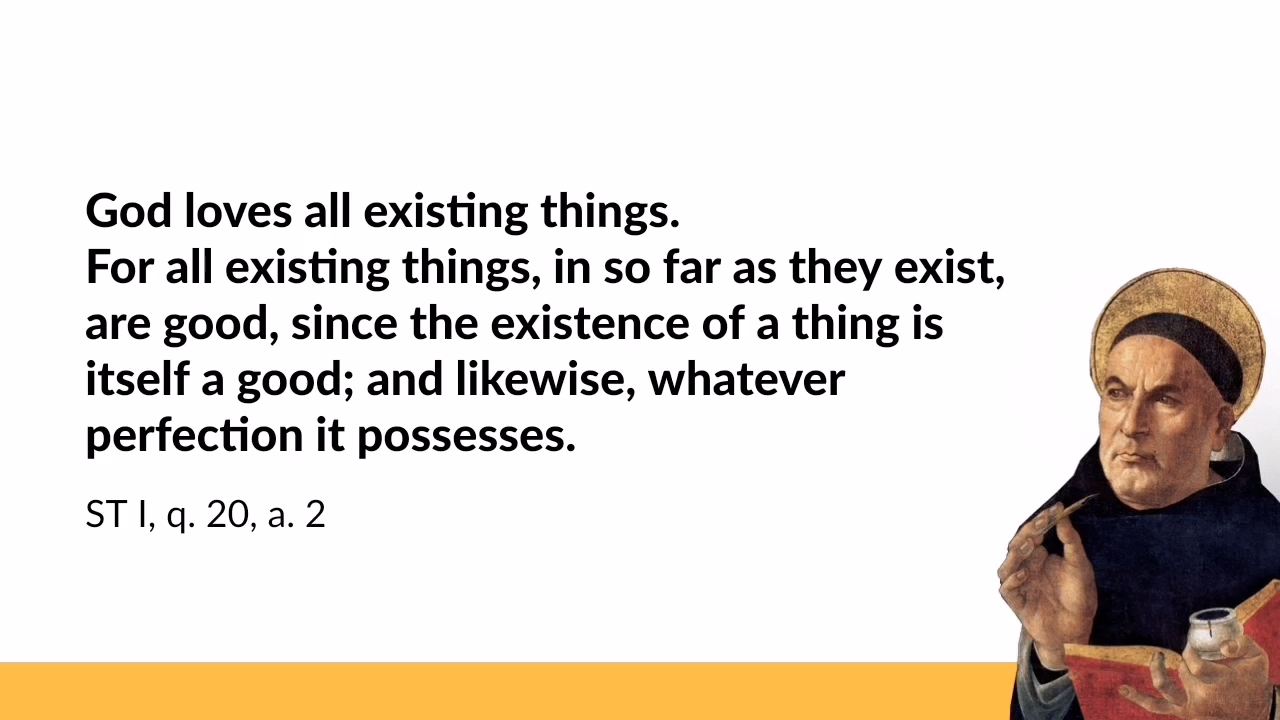 God loves all existing things.
For all existing things, in so far as they exist,
are good, since the existence of a thing is
itself a good; and likewise, whatever
perfection it possesses.
ST I, q. 20, a. 2